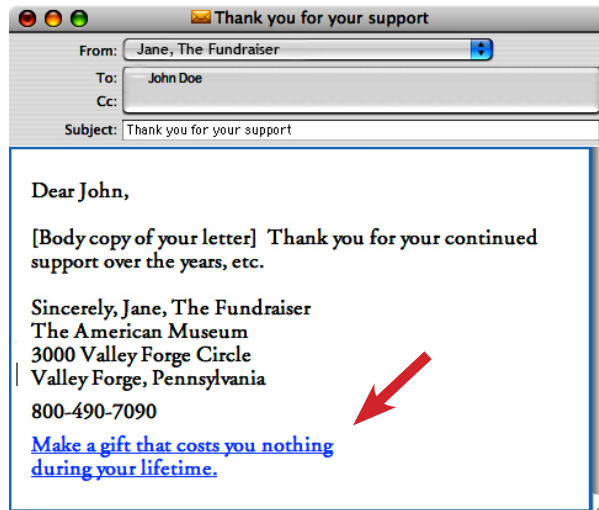 Thank you for your support
From: Jane, The Fundraiser
To: John Doe
Cc:
Subject: Thank you for your support
Dear John,
[Body copy of your letter]  Thank you for your continued
support over the years, etc.
Sincerely, Jane, The Fundraiser
The American Museum
3000 Valley Forge Circle
Valley Forge, Pennsylvania
800-490-7090
Make a gift that costs you nothing
during your lifetime.